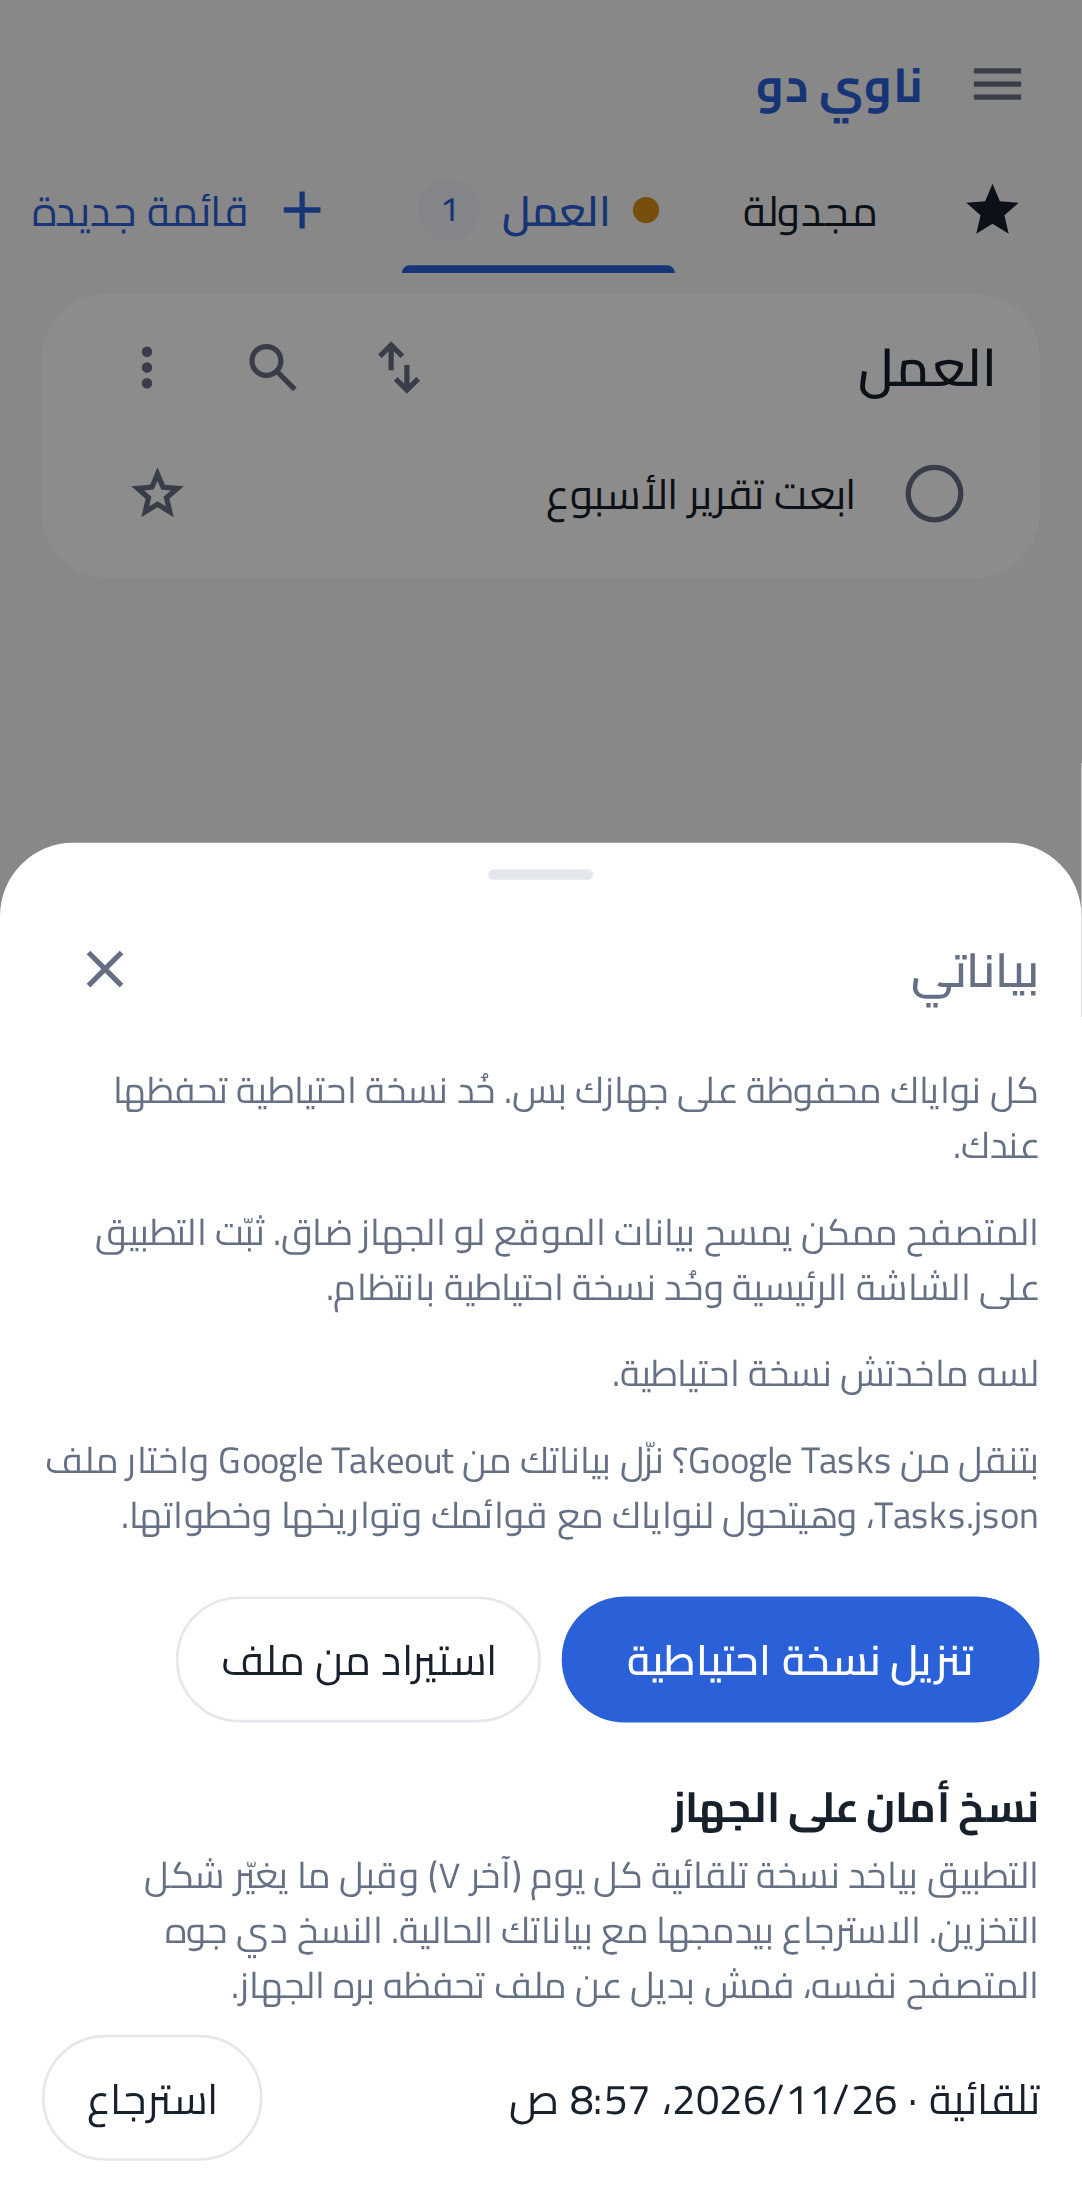 ناوي دو
مجدولة
العمل 1
قائمة جديدة
العمل
ابعت تقرير الأسبوع
بياناتي
كل نواياك محفوظة على جهازك بس. خُد نسخة احتياطية تحفظها
عندك.
المتصفح ممكن يمسح بيانات الموقع لو الجهاز ضاق. ثبّت التطبيق
على الشاشة الرئيسية وخُد نسخة احتياطية بانتظام.
لسه ماخدتش نسخة احتياطية.
بتنقل من Google Tasks؟ نزّل بياناتك من Google Takeout واختار ملف
Tasks.json، وهيتحول لنواياك مع قوائمك وتواريخها وخطواتها.
تنزيل نسخة احتياطية
استيراد من ملف
نسخ أمان على الجهاز
التطبيق بياخد نسخة تلقائية كل يوم (آخر ٧) وقبل ما يغيّر شكل
التخزين. الاسترجاع بيدمجها مع بياناتك الحالية. النسخ دي جوه
المتصفح نفسه، فمش بديل عن ملف تحفظه بره الجهاز.
تلقائية · 2026/11/26، 8:57 ص
استرجاع